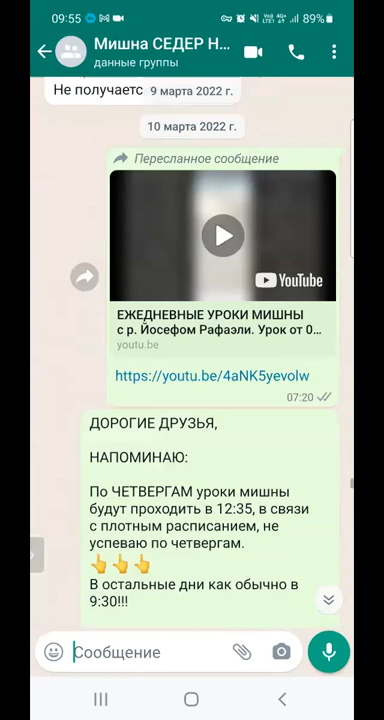 09:55 89%
Мишна СЕДЕР Н...
данные группы
Не получаетс
9 марта 2022 г.
10 марта 2022 г.
Пересланное сообщение
YouTube
ЕЖЕДНЕВНЫЕ УРОКИ МИШНЫ
с р. Йосефом Рафаэли. Урок от 0...
youtu.be
https://youtu.be/4aNK5yevolw
07:20
ДОРОГИЕ ДРУЗЬЯ,
НАПОМИНАЮ:
По ЧЕТВЕРГАМ уроки мишны
будут проходить в 12:35, в связи
с плотным расписанием, не
успеваю по четвергам.
В остальные дни как обычно в
9:30!!!
Сообщение